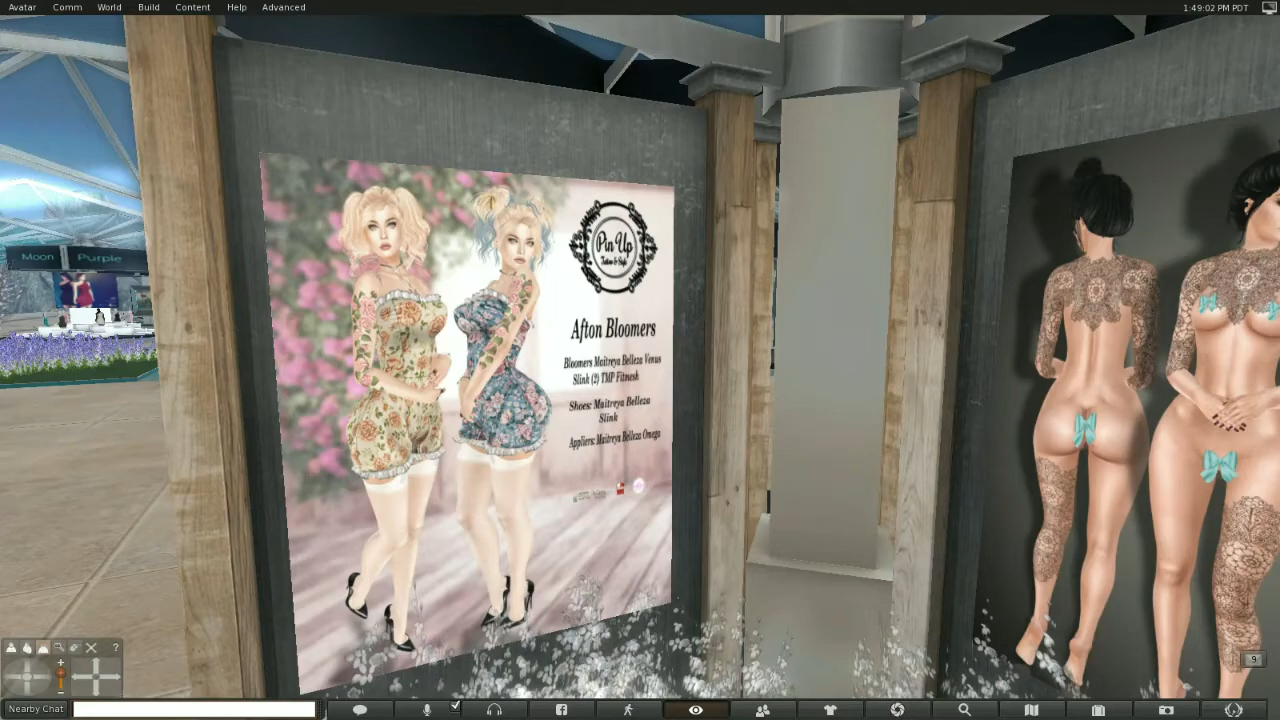 Avatar Comm World Build Content Help Advanced
1:49:02 PM PDT
Moon Purple
Pin Up
Tattoo & Style
Afton Bloomers
Bloomers Maitreya Belleza Venus
Slink (2) TMP Fitmesh
Shoes: Maitreya Belleza
Slink
Appliers: Maitreya Belleza Omega
?
9
Nearby Chat